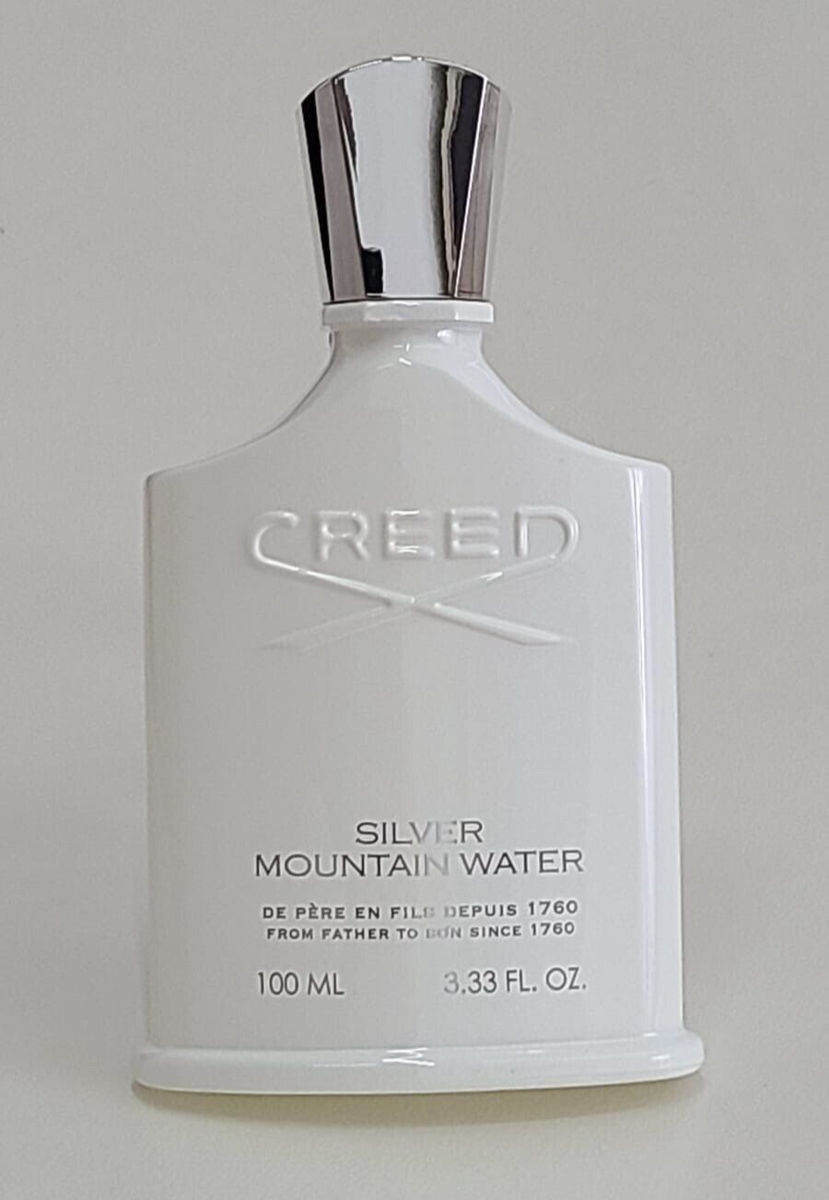 CREED
SILVER
MOUNTAIN WATER
DE PÈRE EN FILS DEPUIS 1760
FROM FATHER TO SON SINCE 1760
100 ML 3.33 FL. OZ.